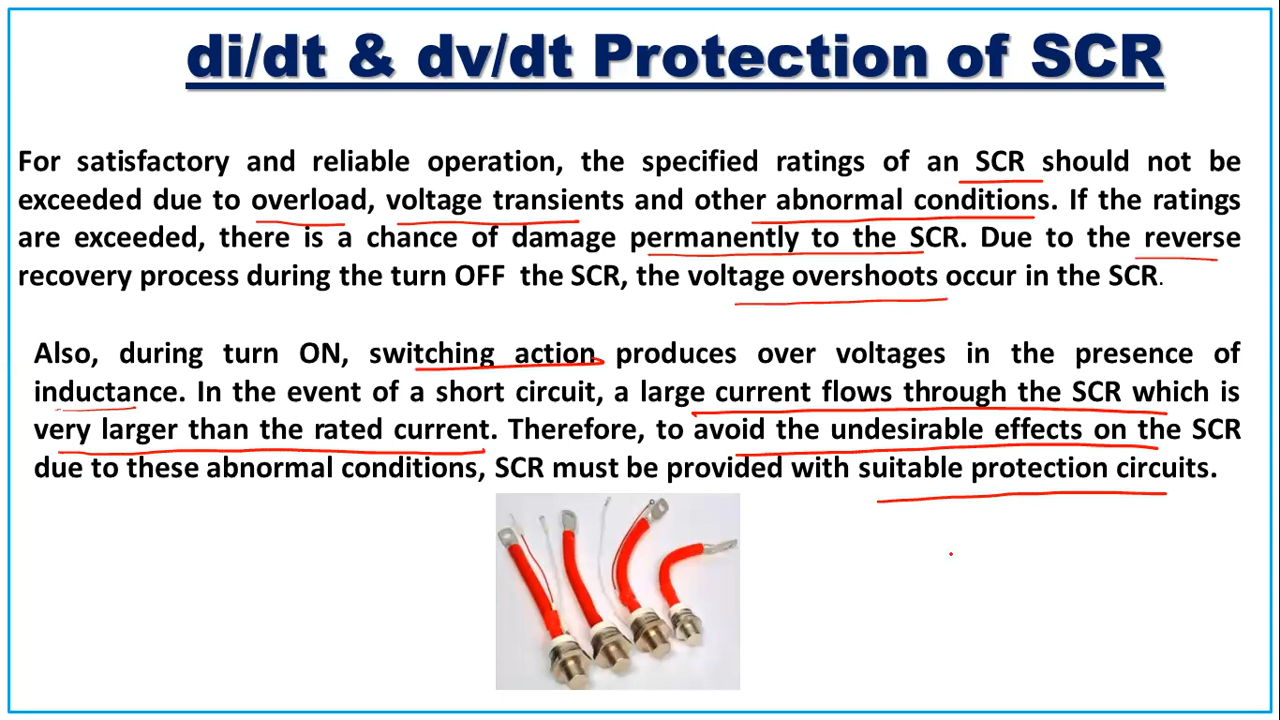 di/dt & dv/dt Protection of SCR
For satisfactory and reliable operation, the specified ratings of an SCR should not be
exceeded due to overload, voltage transients and other abnormal conditions. If the ratings
are exceeded, there is a chance of damage permanently to the SCR. Due to the reverse
recovery process during the turn OFF the SCR, the voltage overshoots occur in the SCR.
Also, during turn ON, switching action produces over voltages in the presence of
inductance. In the event of a short circuit, a large current flows through the SCR which is
very larger than the rated current. Therefore, to avoid the undesirable effects on the SCR
due to these abnormal conditions, SCR must be provided with suitable protection circuits.